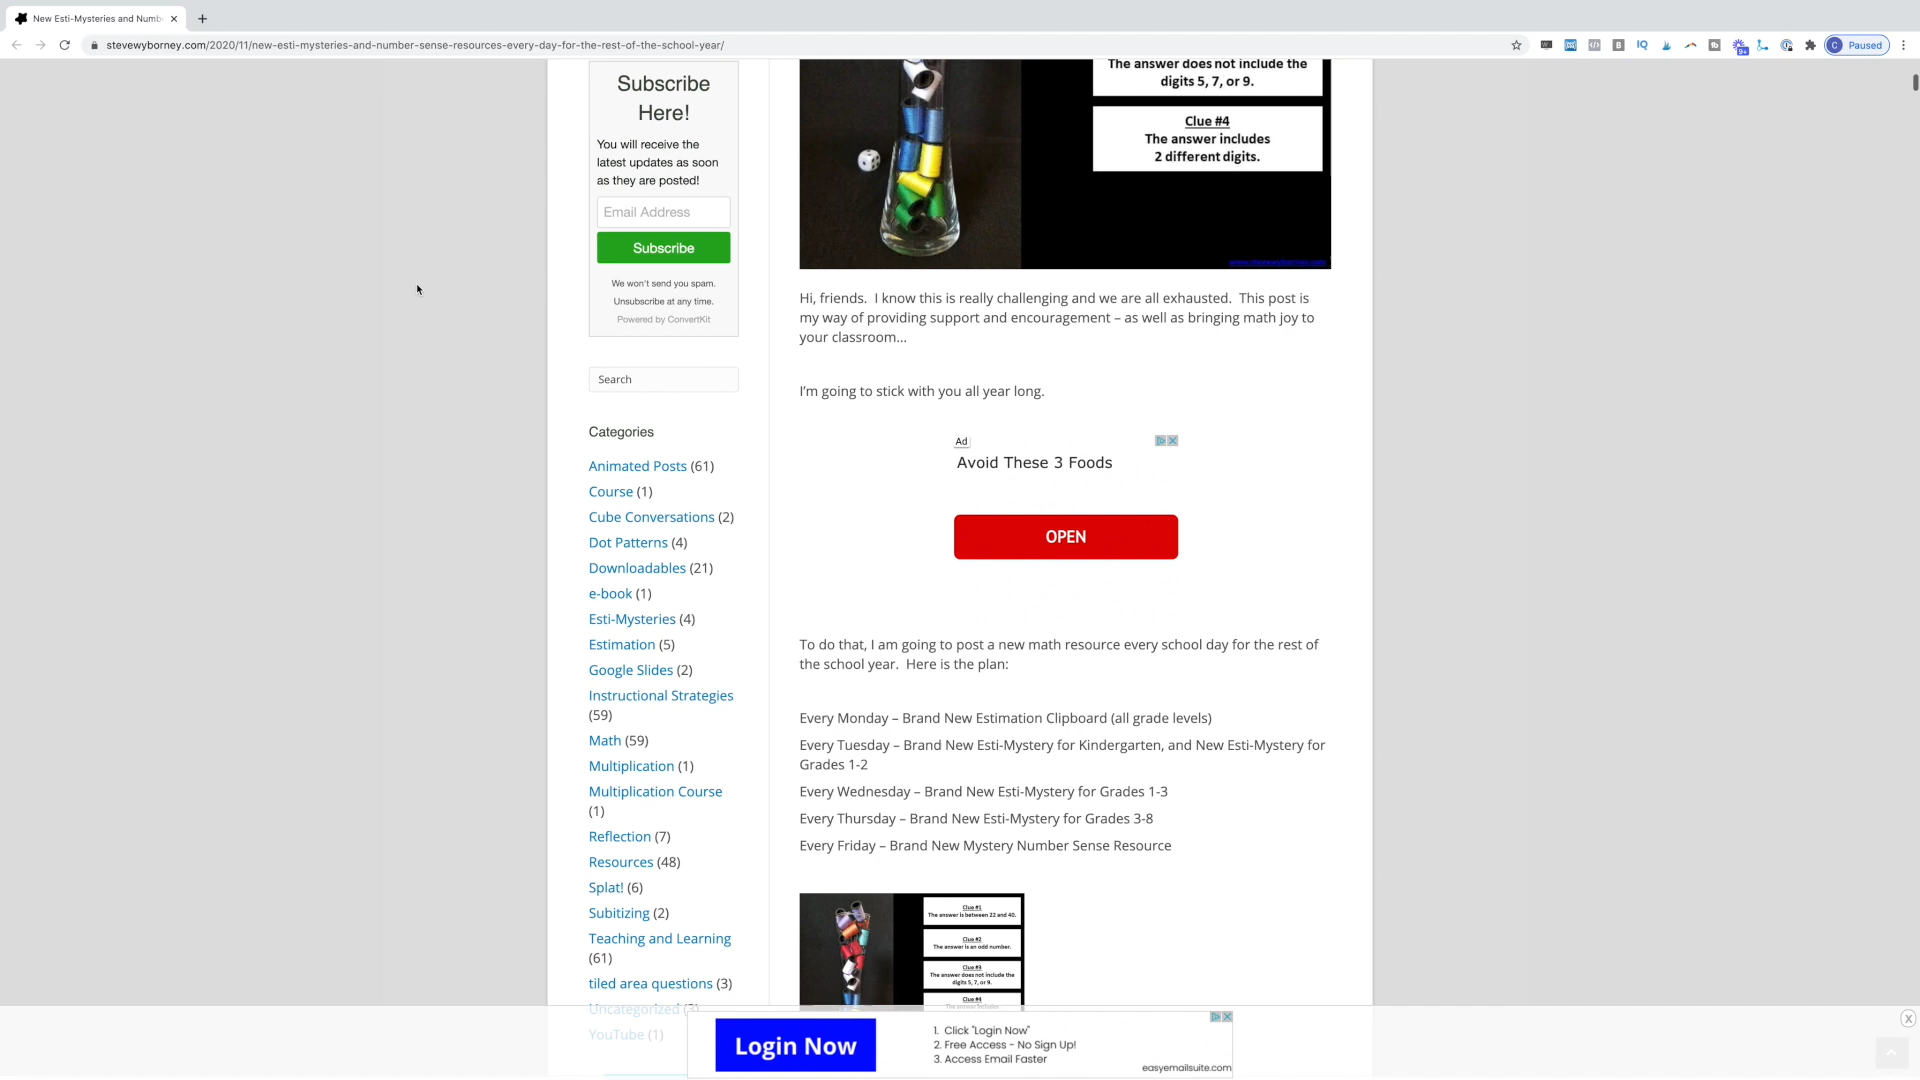 New Esti-Mysteries and Numb
stevewyborney.com/2020/11/new-esti-mysteries-and-number-sense-resources-every-day-for-the-rest-of-the-school-year/
IQ
9+
C Paused
Subscribe
Here!
You will receive the
latest updates as soon
as they are posted!
Email Address
Subscribe
We won't send you spam.
Unsubscribe at any time.
Powered by ConvertKit
Search
Categories
Animated Posts (61)
Course (1)
Cube Conversations (2)
Dot Patterns (4)
Downloadables (21)
e-book (1)
Esti-Mysteries (4)
Estimation (5)
Google Slides (2)
Instructional Strategies
(59)
Math (59)
Multiplication (1)
Multiplication Course
(1)
Reflection (7)
Resources (48)
Splat! (6)
Subitizing (2)
Teaching and Learning
(61)
tiled area questions (3)
Uncategorized
YouTube (1)
The answer does not include the
digits 5, 7, or 9.
Clue #4
The answer includes
2 different digits.
www.stevewyborney.com
Hi, friends.  I know this is really challenging and we are all exhausted.  This post is
my way of providing support and encouragement – as well as bringing math joy to
your classroom…
I'm going to stick with you all year long.
Ad
Avoid These 3 Foods
OPEN
To do that, I am going to post a new math resource every school day for the rest of
the school year.  Here is the plan:
Every Monday – Brand New Estimation Clipboard (all grade levels)
Every Tuesday – Brand New Esti-Mystery for Kindergarten, and New Esti-Mystery for
Grades 1-2
Every Wednesday – Brand New Esti-Mystery for Grades 1-3
Every Thursday – Brand New Esti-Mystery for Grades 3-8
Every Friday – Brand New Mystery Number Sense Resource
Clue #1
The answer is between 22 and 40.
Clue #2
The answer is an odd number.
Clue #3
The answer does not include the
digits 5, 7, or 9.
Clue #4
The answer includes
Login Now
1. Click "Login Now"
2. Free Access - No Sign Up!
3. Access Email Faster
easyemailsuite.com